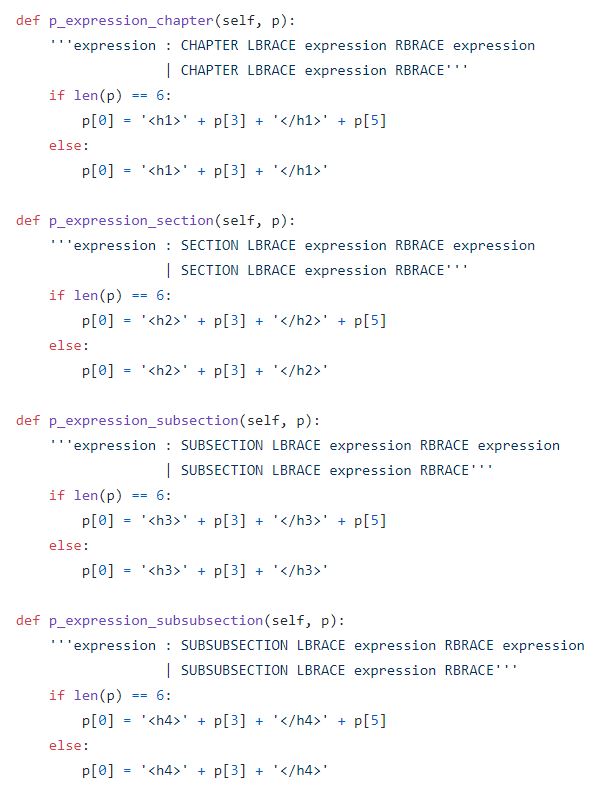 def p_expression_chapter(self, p):
    '''expression : CHAPTER LBRACE expression RBRACE expression
                  | CHAPTER LBRACE expression RBRACE'''
    if len(p) == 6:
        p[0] = '<h1>' + p[3] + '</h1>' + p[5]
    else:
        p[0] = '<h1>' + p[3] + '</h1>'

def p_expression_section(self, p):
    '''expression : SECTION LBRACE expression RBRACE expression
                  | SECTION LBRACE expression RBRACE'''
    if len(p) == 6:
        p[0] = '<h2>' + p[3] + '</h2>' + p[5]
    else:
        p[0] = '<h2>' + p[3] + '</h2>'

def p_expression_subsection(self, p):
    '''expression : SUBSECTION LBRACE expression RBRACE expression
                  | SUBSECTION LBRACE expression RBRACE'''
    if len(p) == 6:
        p[0] = '<h3>' + p[3] + '</h3>' + p[5]
    else:
        p[0] = '<h3>' + p[3] + '</h3>'

def p_expression_subsubsection(self, p):
    '''expression : SUBSUBSECTION LBRACE expression RBRACE expression
                  | SUBSUBSECTION LBRACE expression RBRACE'''
    if len(p) == 6:
        p[0] = '<h4>' + p[3] + '</h4>' + p[5]
    else:
        p[0] = '<h4>' + p[3] + '</h4>'